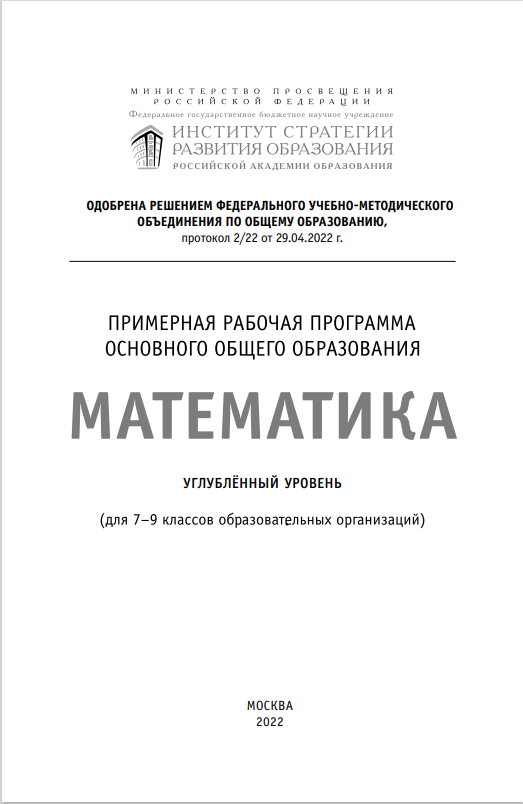 МИНИСТЕРСТВО ПРОСВЕЩЕНИЯ
РОССИЙСКОЙ ФЕДЕРАЦИИ
Федеральное государственное бюджетное научное учреждение
ИНСТИТУТ СТРАТЕГИИ
РАЗВИТИЯ ОБРАЗОВАНИЯ
РОССИЙСКОЙ АКАДЕМИИ ОБРАЗОВАНИЯ
ОДОБРЕНА РЕШЕНИЕМ ФЕДЕРАЛЬНОГО УЧЕБНО-МЕТОДИЧЕСКОГО
ОБЪЕДИНЕНИЯ ПО ОБЩЕМУ ОБРАЗОВАНИЮ,
протокол 2/22 от 29.04.2022 г.
ПРИМЕРНАЯ РАБОЧАЯ ПРОГРАММА
ОСНОВНОГО ОБЩЕГО ОБРАЗОВАНИЯ
МАТЕМАТИКА
УГЛУБЛЁННЫЙ УРОВЕНЬ
(для 7–9 классов образовательных организаций)
МОСКВА
2022